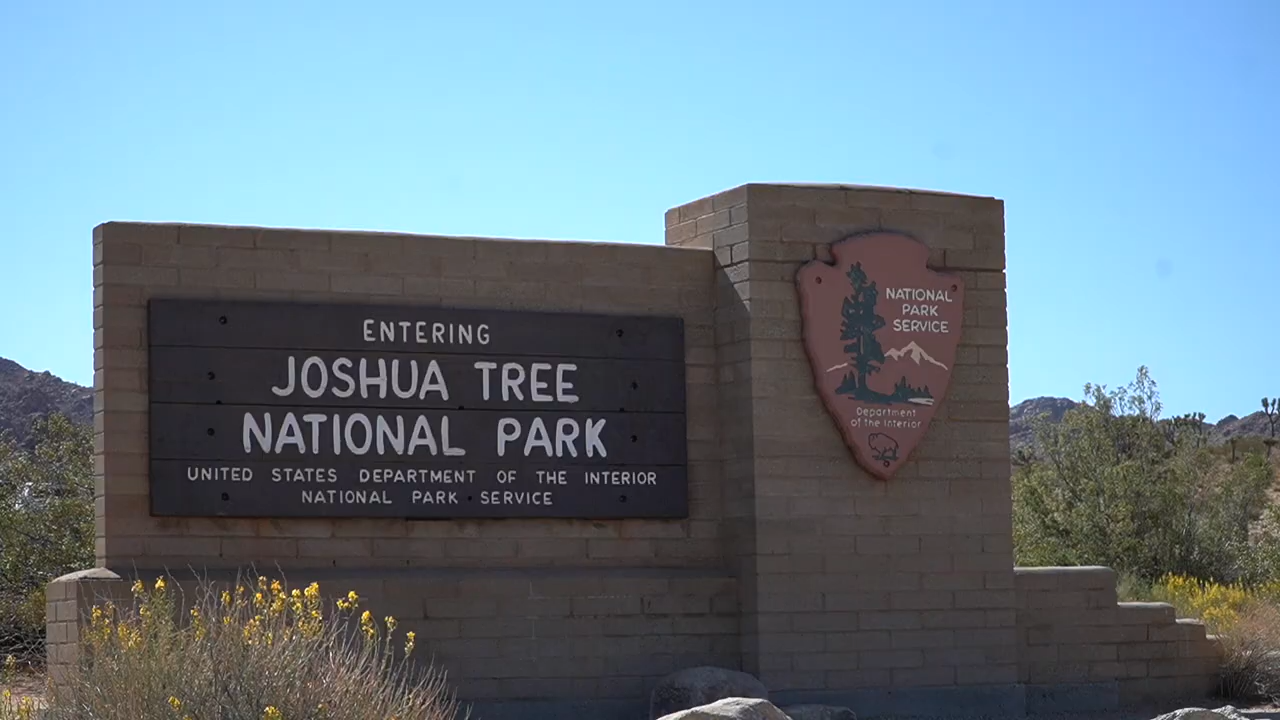 ENTERING
JOSHUA TREE
NATIONAL PARK
UNITED STATES DEPARTMENT OF THE INTERIOR
NATIONAL PARK SERVICE
NATIONAL
PARK
SERVICE
Department
of the Interior